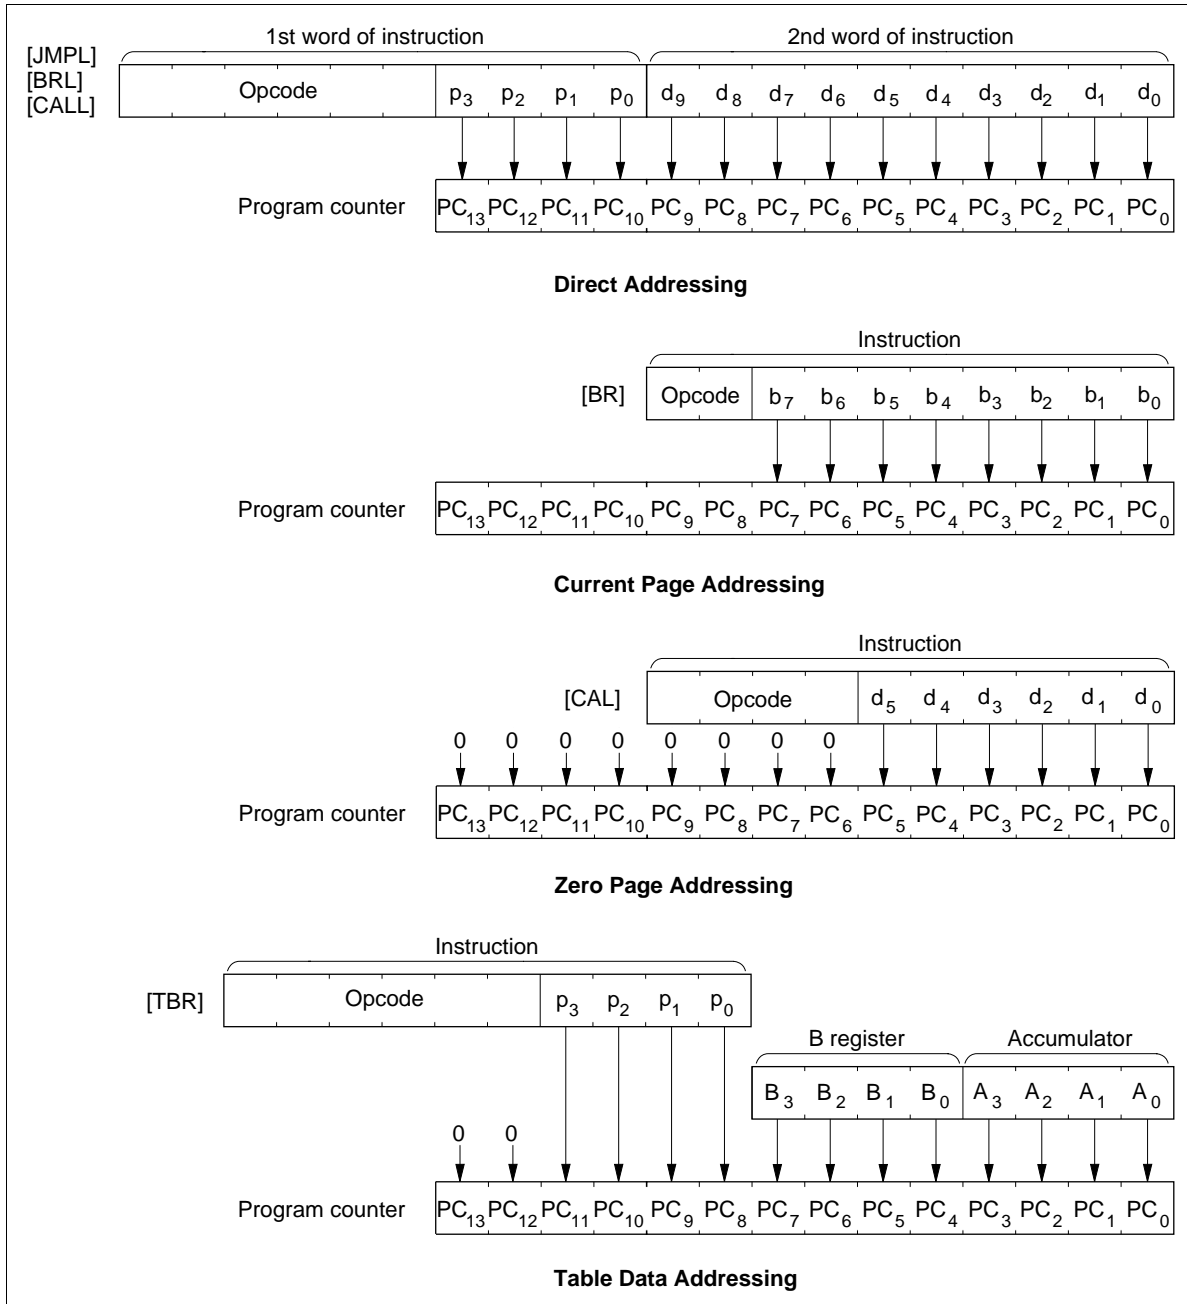 1st word of instruction 2nd word of instruction
[JMPL]
[BRL]
[CALL]
Opcode p3 p2 p1 p0 d9 d8 d7 d6 d5 d4 d3 d2 d1 d0
Program counter PC13 PC12 PC11 PC10 PC9 PC8 PC7 PC6 PC5 PC4 PC3 PC2 PC1 PC0
Direct Addressing
Instruction
[BR] Opcode b7 b6 b5 b4 b3 b2 b1 b0
Program counter PC13 PC12 PC11 PC10 PC9 PC8 PC7 PC6 PC5 PC4 PC3 PC2 PC1 PC0
Current Page Addressing
Instruction
[CAL] Opcode d5 d4 d3 d2 d1 d0
0 0 0 0 0 0 0 0
Program counter PC13 PC12 PC11 PC10 PC9 PC8 PC7 PC6 PC5 PC4 PC3 PC2 PC1 PC0
Zero Page Addressing
Instruction
[TBR] Opcode p3 p2 p1 p0
B register Accumulator
B3 B2 B1 B0 A3 A2 A1 A0
0 0
Program counter PC13 PC12 PC11 PC10 PC9 PC8 PC7 PC6 PC5 PC4 PC3 PC2 PC1 PC0
Table Data Addressing